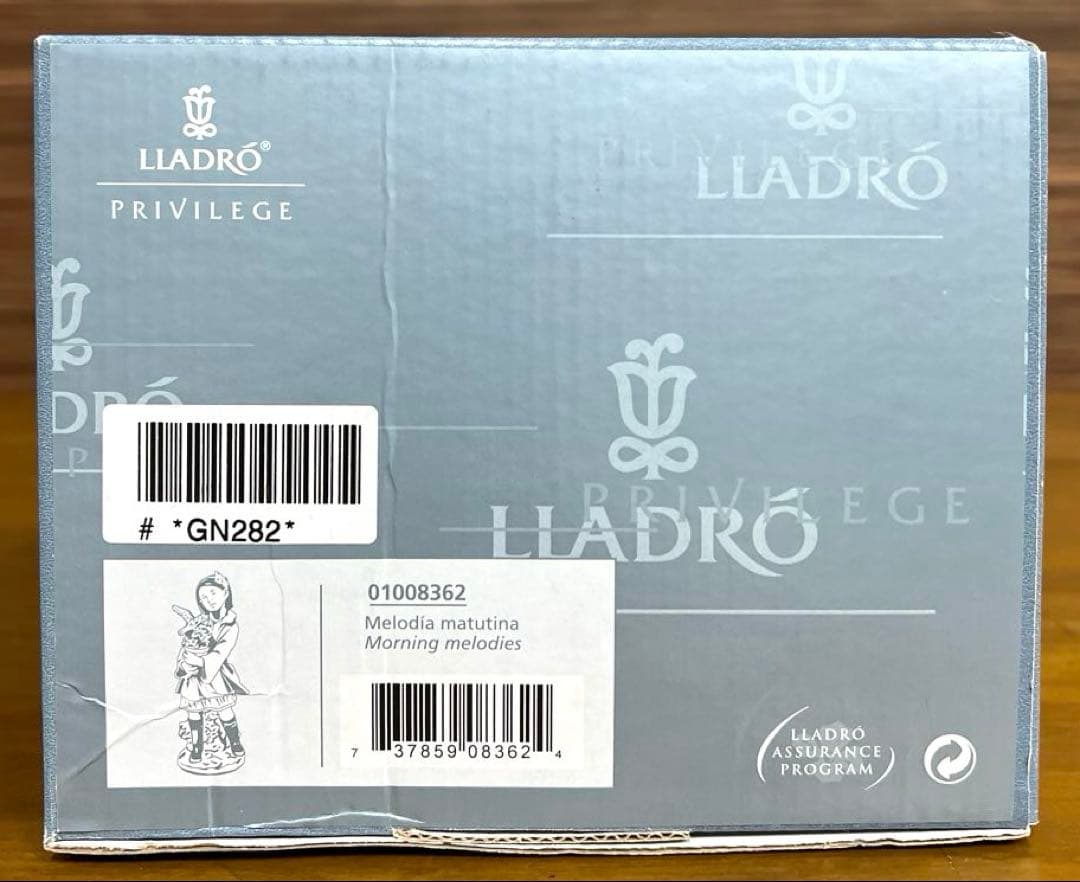 LLADRÓ®
PRIVILEGE
PRIVILEGE
LLADRÓ
DRÓ
P
# *GN282*
PRIVILEGE
LLADRÓ
01008362
Melodía matutina
Morning melodies
7 37859 08362 4
LLADRÓ
ASSURANCE
PROGRAM